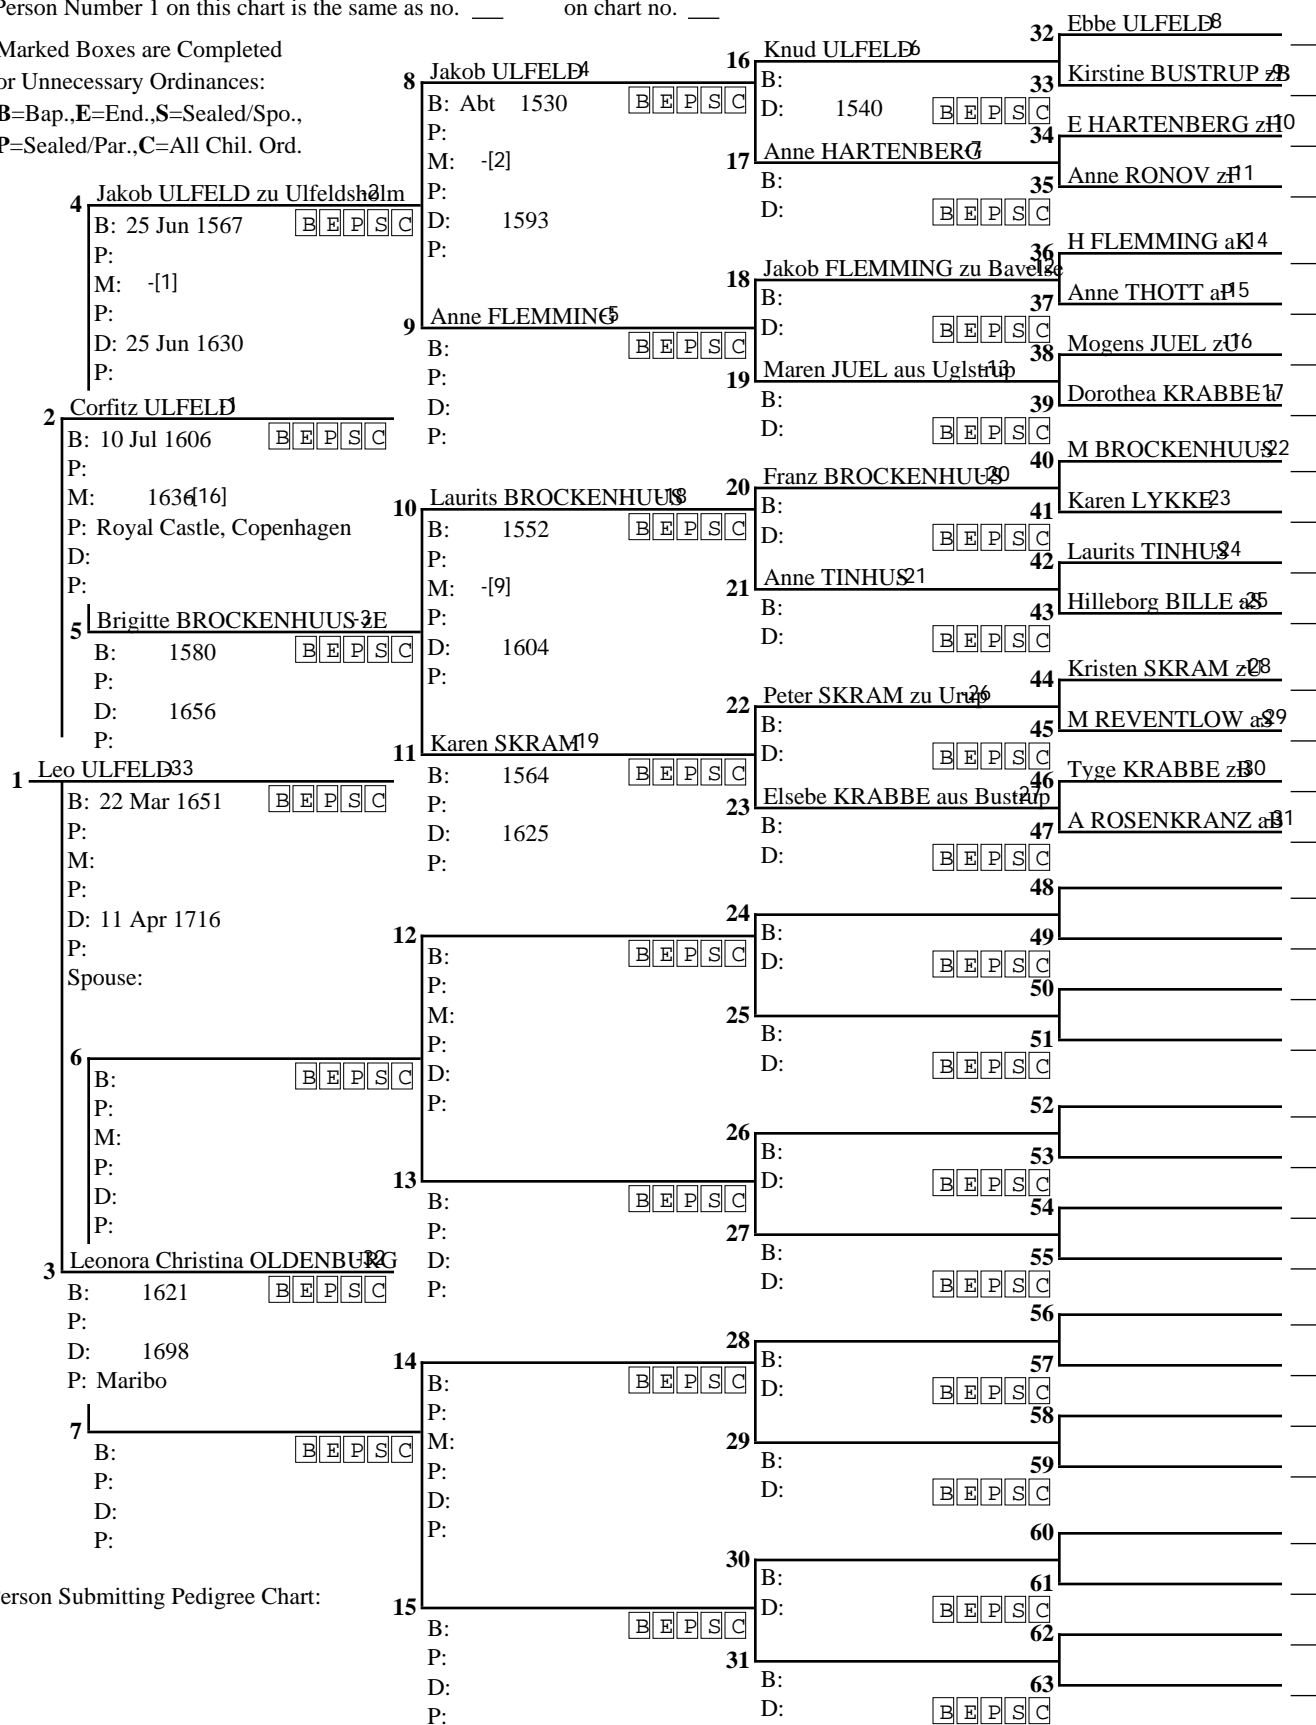 Person Number 1 on this chart is the same as no. ___ on chart no. ___
Marked Boxes are Completed
or Unnecessary Ordinances:
B=Bap.,E=End.,S=Sealed/Spo.,
P=Sealed/Par.,C=All Chil. Ord.
1 Leo ULFELD-33
B: 22 Mar 1651 B E P S C
P:
M:
P:
D: 11 Apr 1716
P:
Spouse:
2 Corfitz ULFELD-1
B: 10 Jul 1606 B E P S C
P:
M: 1636-[16]
P: Royal Castle, Copenhagen
D:
P:
3 Leonora Christina OLDENBURG-32
B: 1621 B E P S C
P:
D: 1698
P: Maribo
4 Jakob ULFELD zu Ulfeldsholm-2
B: 25 Jun 1567 B E P S C
P:
M: -[1]
P:
D: 25 Jun 1630
P:
5 Brigitte BROCKENHUUS zE-3
B: 1580 B E P S C
P:
D: 1656
P:
6
B: B E P S C
P:
M:
P:
D:
P:
7
B: B E P S C
P:
D:
P:
8 Jakob ULFELD-4
B: Abt 1530 B E P S C
P:
M: -[2]
P:
D: 1593
P:
9 Anne FLEMMING-5
B: B E P S C
P:
D:
P:
10 Laurits BROCKENHUUS-18
B: 1552 B E P S C
P:
M: -[9]
P:
D: 1604
P:
11 Karen SKRAM-19
B: 1564 B E P S C
P:
D: 1625
P:
12
B: B E P S C
P:
M:
P:
D:
P:
13
B: B E P S C
P:
D:
P:
14
B: B E P S C
P:
M:
P:
D:
P:
15
B: B E P S C
P:
D:
P:
16 Knud ULFELD-6
B:
D: 1540 B E P S C
17 Anne HARTENBERG-7
B:
D: B E P S C
18 Jakob FLEMMING zu Bavelse-12
B:
D: B E P S C
19 Maren JUEL aus Uglstrup-13
B:
D: B E P S C
20 Franz BROCKENHUUS-20
B:
D: B E P S C
21 Anne TINHUS-21
B:
D: B E P S C
22 Peter SKRAM zu Urup-26
B:
D: B E P S C
23 Elsebe KRABBE aus Bustrup-27
B:
D: B E P S C
24
B:
D: B E P S C
25
B:
D: B E P S C
26
B:
D: B E P S C
27
B:
D: B E P S C
28
B:
D: B E P S C
29
B:
D: B E P S C
30
B:
D: B E P S C
31
B:
D: B E P S C
32 Ebbe ULFELD-8
33 Kirstine BUSTRUP zB-9
34 E HARTENBERG zH-10
35 Anne RONOV zF-11
36 H FLEMMING aK-14
37 Anne THOTT aP-15
38 Mogens JUEL zU-16
39 Dorothea KRABBE a-17
40 M BROCKENHUUS-22
41 Karen LYKKE-23
42 Laurits TINHUS-24
43 Hilleborg BILLE aS-25
44 Kristen SKRAM zU-28
45 M REVENTLOW aS-29
46 Tyge KRABBE zB-30
47 A ROSENKRANZ aB-31
48
49
50
51
52
53
54
55
56
57
58
59
60
61
62
63
Person Submitting Pedigree Chart: